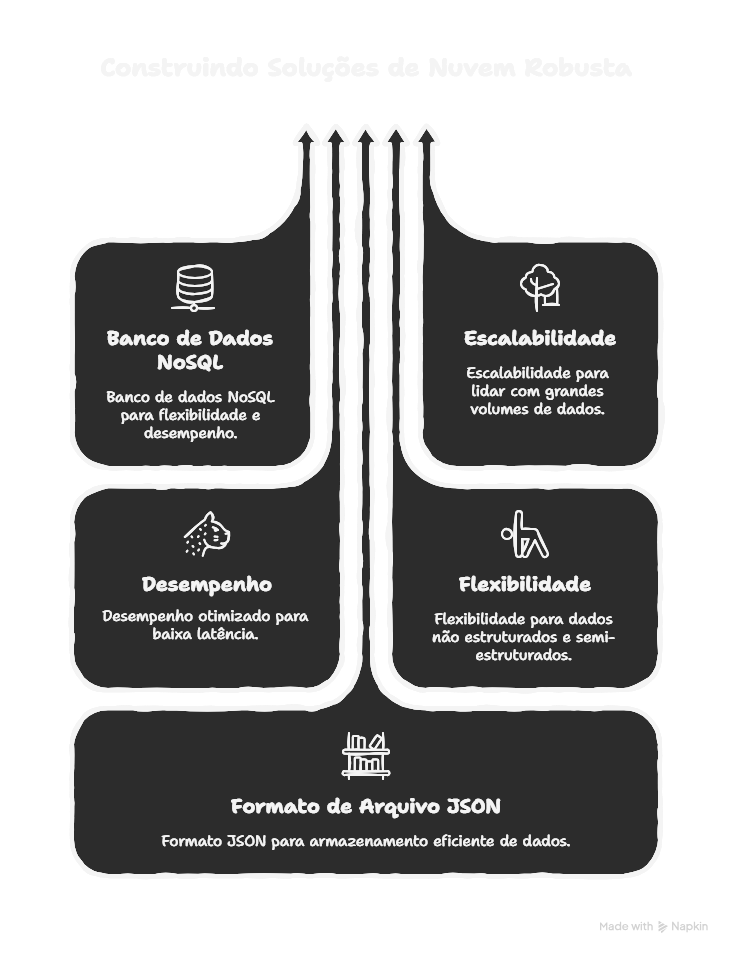 Construindo Soluções de Nuvem Robusta
Banco de Dados
NoSQL
Banco de dados NoSQL
para flexibilidade e
desempenho.
Escalabilidade
Escalabilidade para
lidar com grandes
volumes de dados.
Desempenho
Desempenho otimizado para
baixa latência.
Flexibilidade
Flexibilidade para dados
não estruturados e semi-
estruturados.
Formato de Arquivo JSON
Formato JSON para armazenamento eficiente de dados.
Made with Napkin